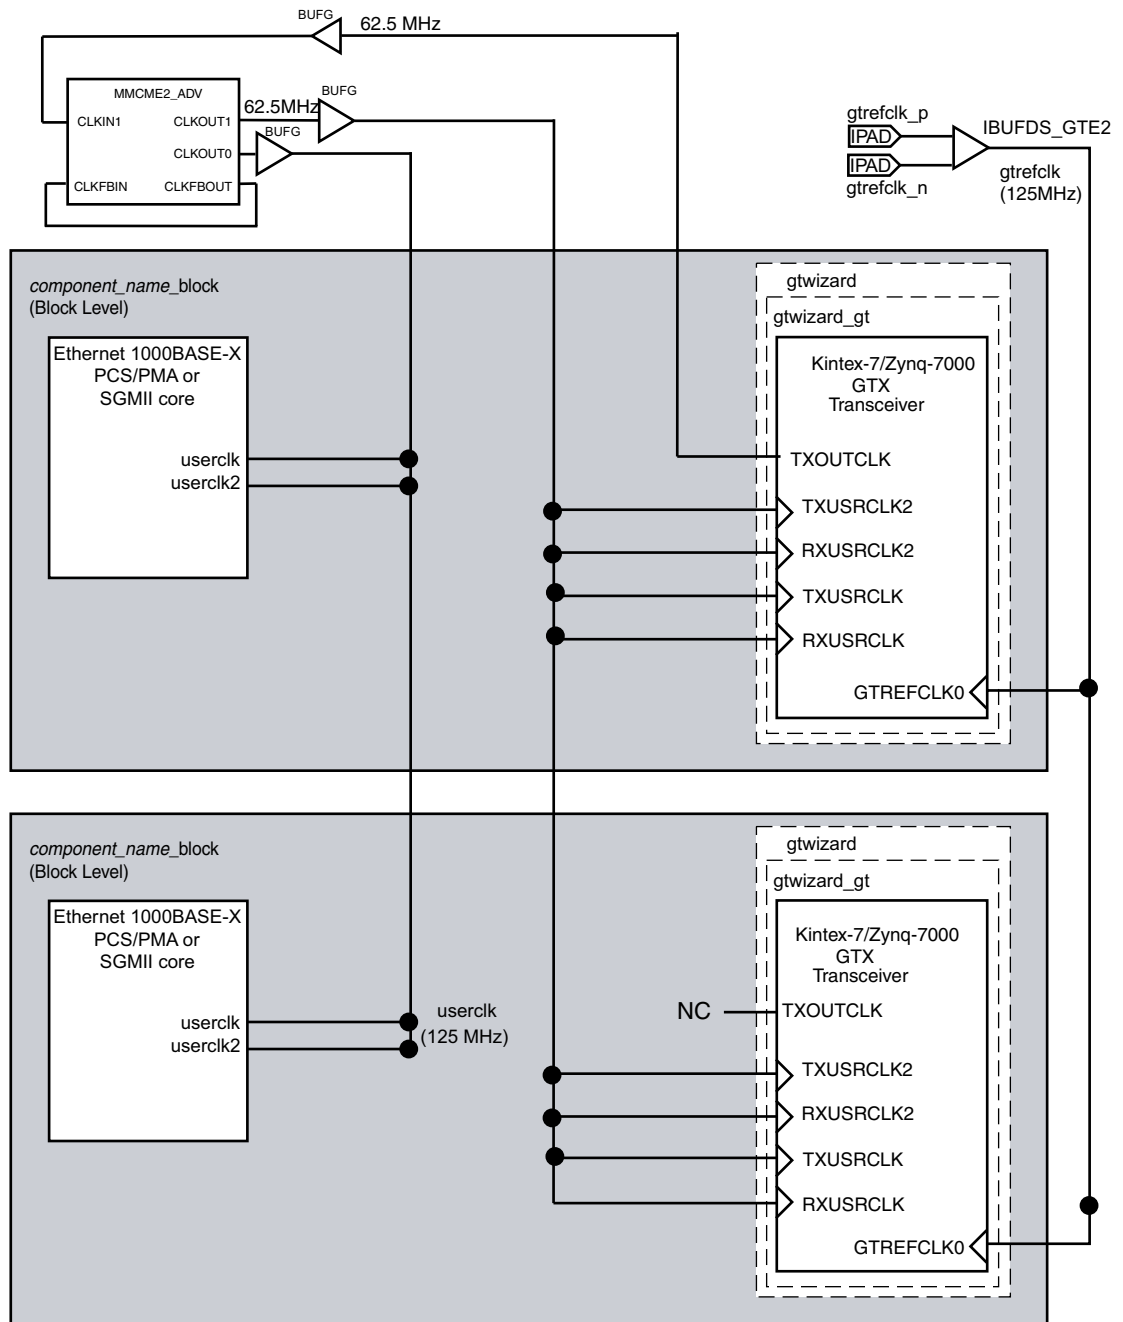 BUFG
62.5 MHz
MMCME2_ADV
CLKIN1
CLKOUT1
CLKOUT0
CLKFBIN
CLKFBOUT
62.5MHz
BUFG
BUFG
gtrefclk_p
IPAD
IPAD
gtrefclk_n
IBUFDS_GTE2
gtrefclk
(125MHz)
component_name_block
(Block Level)
Ethernet 1000BASE-X
PCS/PMA or
SGMII core
userclk
userclk2
gtwizard
gtwizard_gt
Kintex-7/Zynq-7000
GTX
Transceiver
TXOUTCLK
TXUSRCLK2
RXUSRCLK2
TXUSRCLK
RXUSRCLK
GTREFCLK0
component_name_block
(Block Level)
Ethernet 1000BASE-X
PCS/PMA or
SGMII core
userclk
userclk2
userclk
(125 MHz)
gtwizard
gtwizard_gt
Kintex-7/Zynq-7000
GTX
Transceiver
NC
TXOUTCLK
TXUSRCLK2
RXUSRCLK2
TXUSRCLK
RXUSRCLK
GTREFCLK0